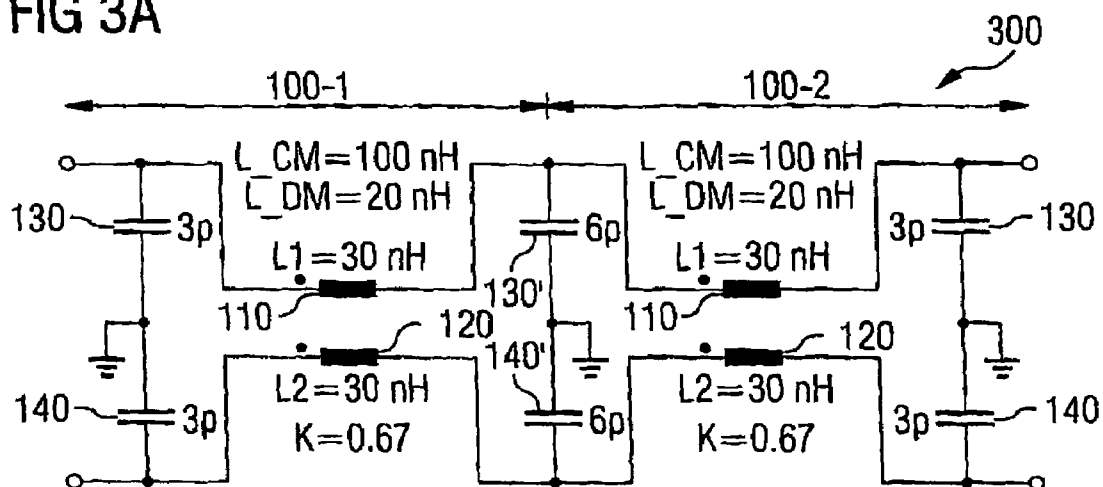 FIG 3A
300
100-1
100-2
L_CM=100 nH
L_DM=20 nH
L_CM=100 nH
L_DM=20 nH
130
3p
6p
3p
130
L1=30 nH
L1=30 nH
110
130'
110
120
140'
120
140
3p
L2=30 nH
6p
L2=30 nH
3p
140
K=0.67
K=0.67